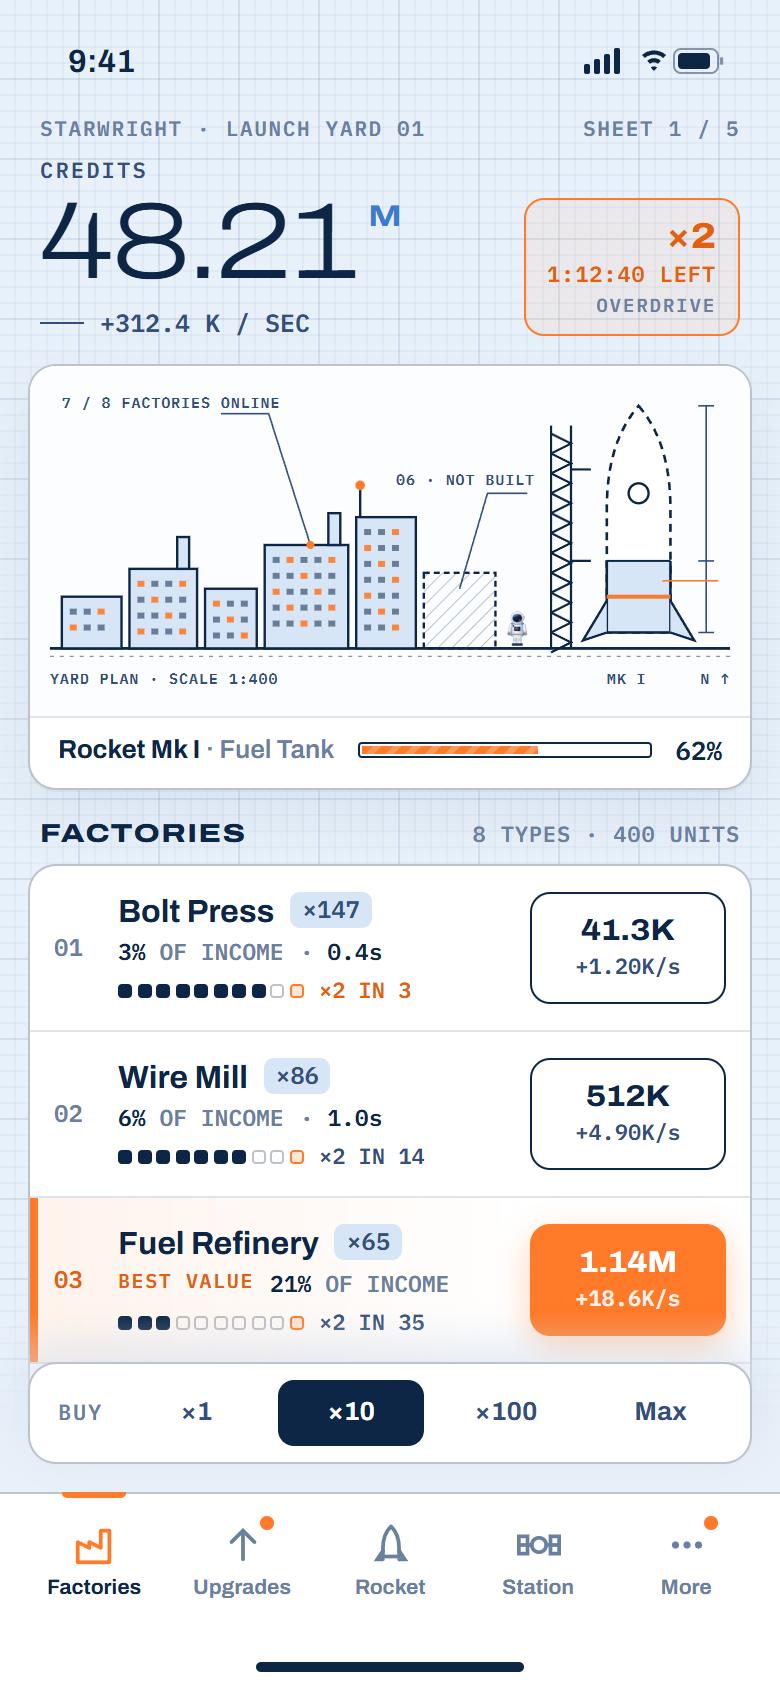 9:41
STARWRIGHT · LAUNCH YARD 01
SHEET 1 / 5
CREDITS
48.21 M
+312.4 K / SEC
×2
1:12:40 LEFT
OVERDRIVE
7 / 8 FACTORIES ONLINE
06 · NOT BUILT
YARD PLAN · SCALE 1:400
MK I
N ↑
Rocket Mk I · Fuel Tank
62%
FACTORIES
8 TYPES · 400 UNITS
01
Bolt Press ×147
3% OF INCOME · 0.4s
×2 IN 3
41.3K
+1.20K/s
02
Wire Mill ×86
6% OF INCOME · 1.0s
×2 IN 14
512K
+4.90K/s
03
Fuel Refinery ×65
BEST VALUE 21% OF INCOME
×2 IN 35
1.14M
+18.6K/s
BUY ×1 ×10 ×100 Max
Factories Upgrades Rocket Station More